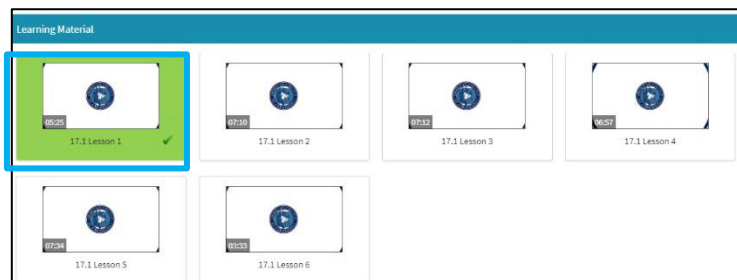 Learning Material
05:25
07:10
07:12
06:57
17.1 Lesson 1
17.1 Lesson 2
17.1 Lesson 3
17.1 Lesson 4
07:34
03:33
17.1 Lesson 5
17.1 Lesson 6